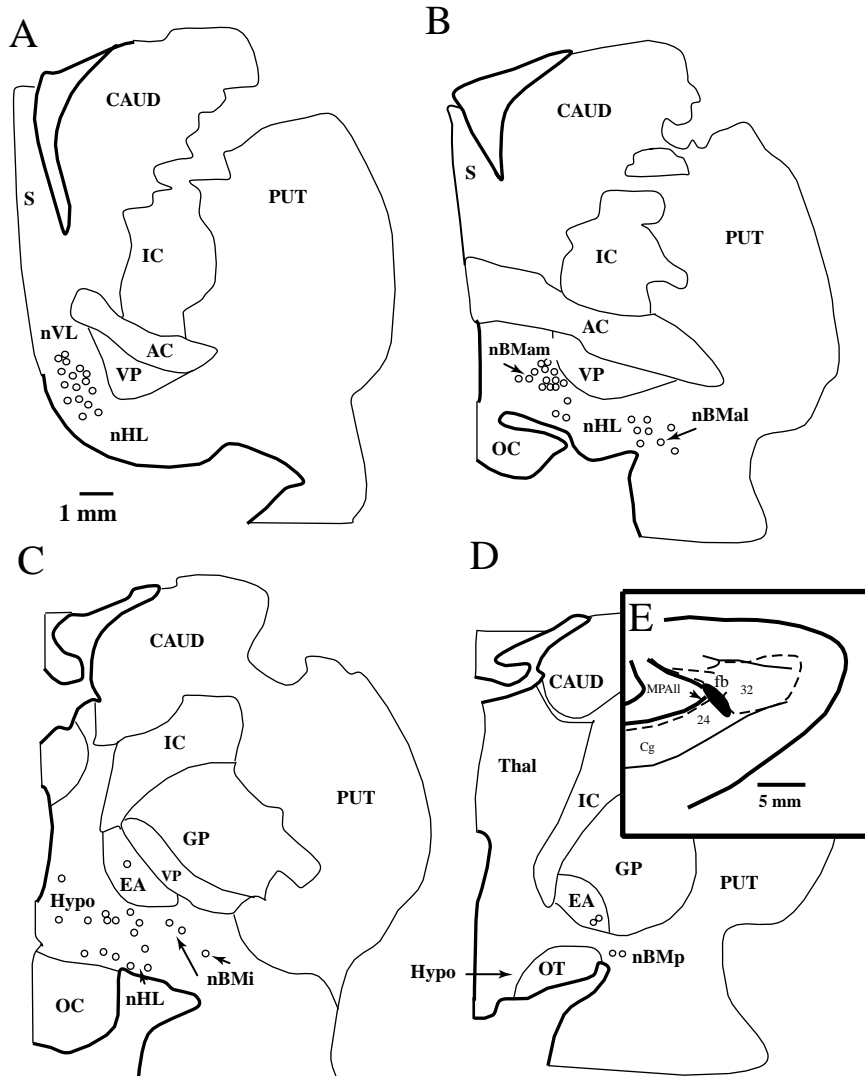 A
CAUD
S
PUT
IC
nVL
AC
VP
nHL
1 mm
B
CAUD
S
PUT
IC
AC
nBMam
VP
nHL
nBMal
OC
C
CAUD
IC
PUT
GP
VP
EA
Hypo
nBMi
nHL
OC
D
CAUD
Thal
IC
GP
PUT
EA
nBMp
Hypo
OT
E
fb
MPAll
32
24
Cg
5 mm